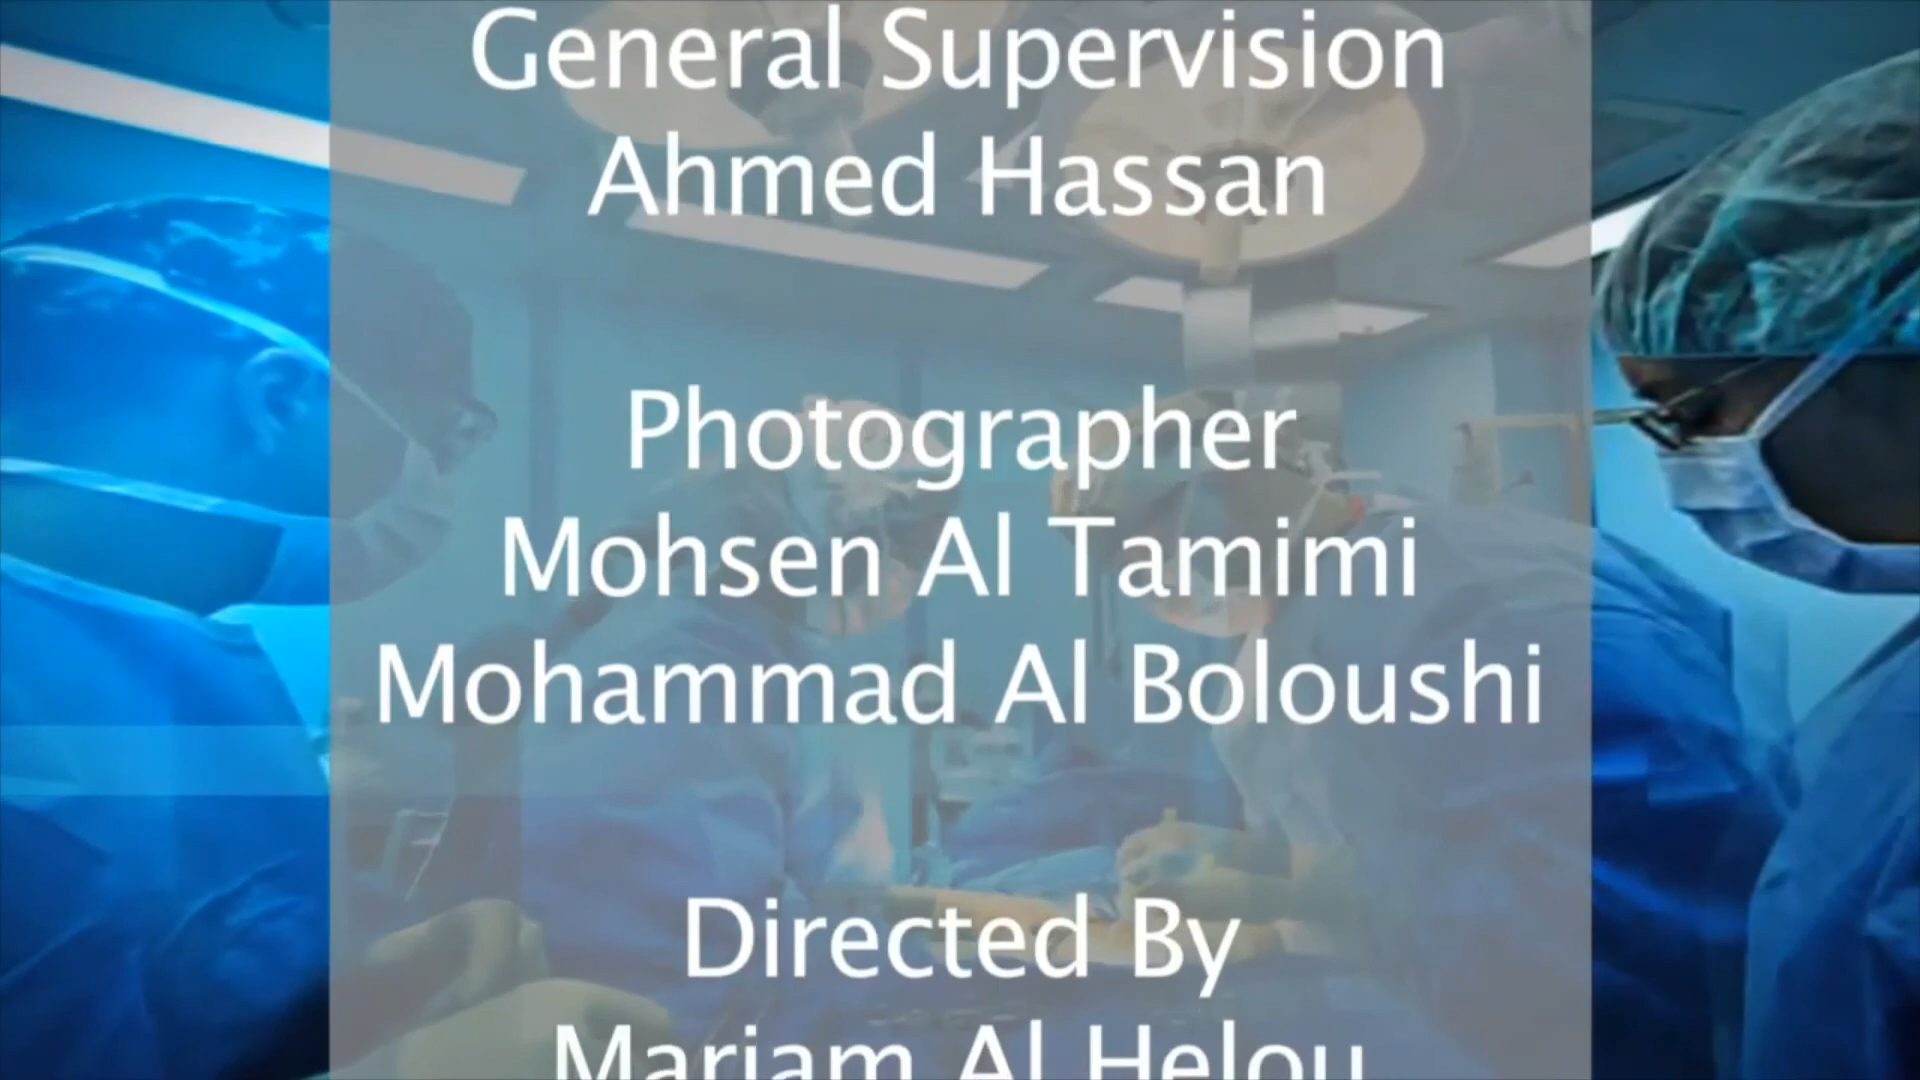 General Supervision
Ahmed Hassan
Photographer
Mohsen Al Tamimi
Mohammad Al Boloushi
Directed By
Mariam Al Helou